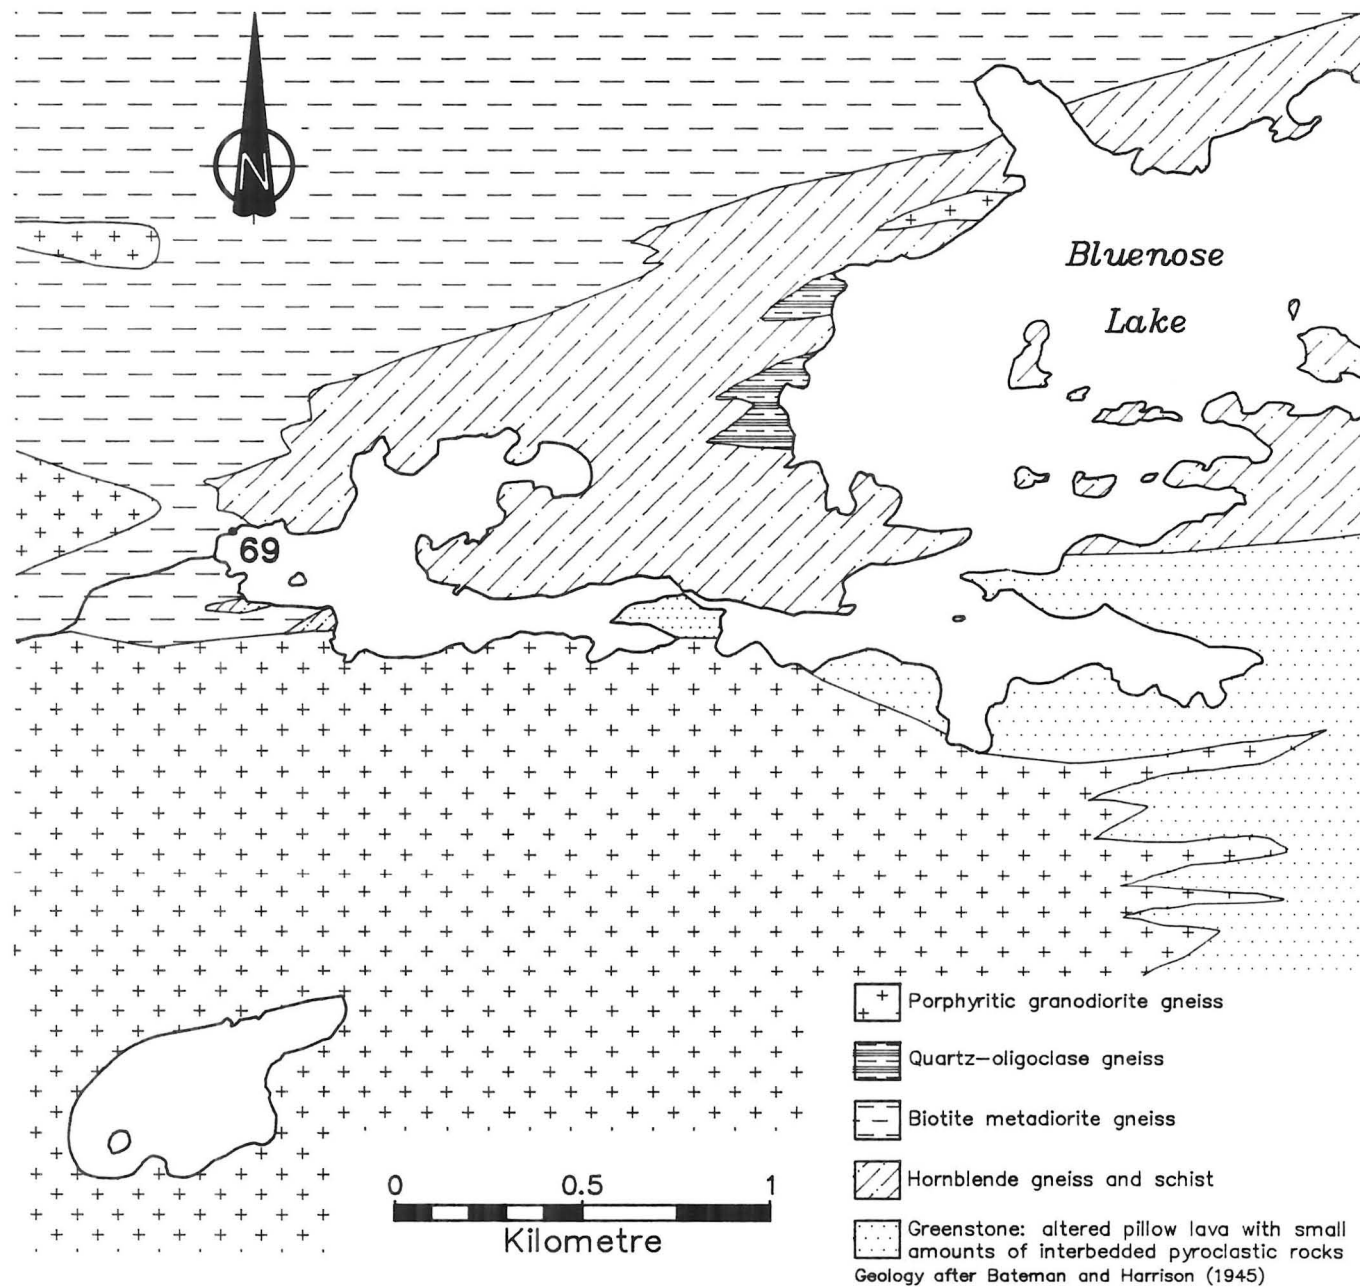 N
Bluenose
Lake
69
Porphyritic granodiorite gneiss
Quartz-oligoclase gneiss
Biotite metadiorite gneiss
Hornblende gneiss and schist
Greenstone: altered pillow lava with small
amounts of interbedded pyroclastic rocks
Geology after Bateman and Harrison (1945)
0 0.5 1
Kilometre